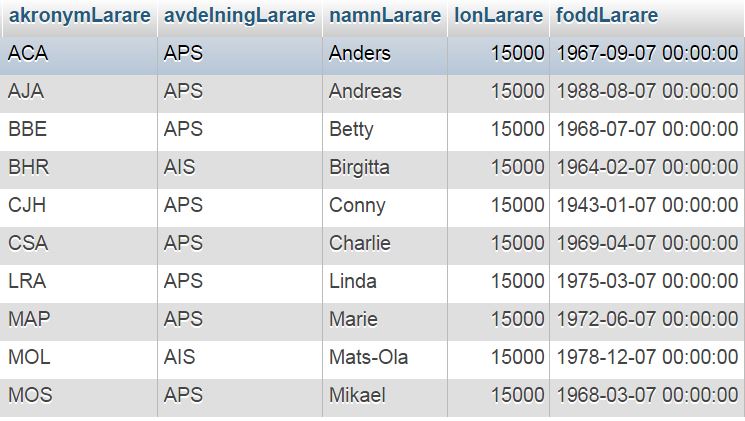 akronymLarare avdelningLarare namnLarare lonLarare foddLarare
ACA APS Anders 15000 1967-09-07 00:00:00
AJA APS Andreas 15000 1988-08-07 00:00:00
BBE APS Betty 15000 1968-07-07 00:00:00
BHR AIS Birgitta 15000 1964-02-07 00:00:00
CJH APS Conny 15000 1943-01-07 00:00:00
CSA APS Charlie 15000 1969-04-07 00:00:00
LRA APS Linda 15000 1975-03-07 00:00:00
MAP APS Marie 15000 1972-06-07 00:00:00
MOL AIS Mats-Ola 15000 1978-12-07 00:00:00
MOS APS Mikael 15000 1968-03-07 00:00:00